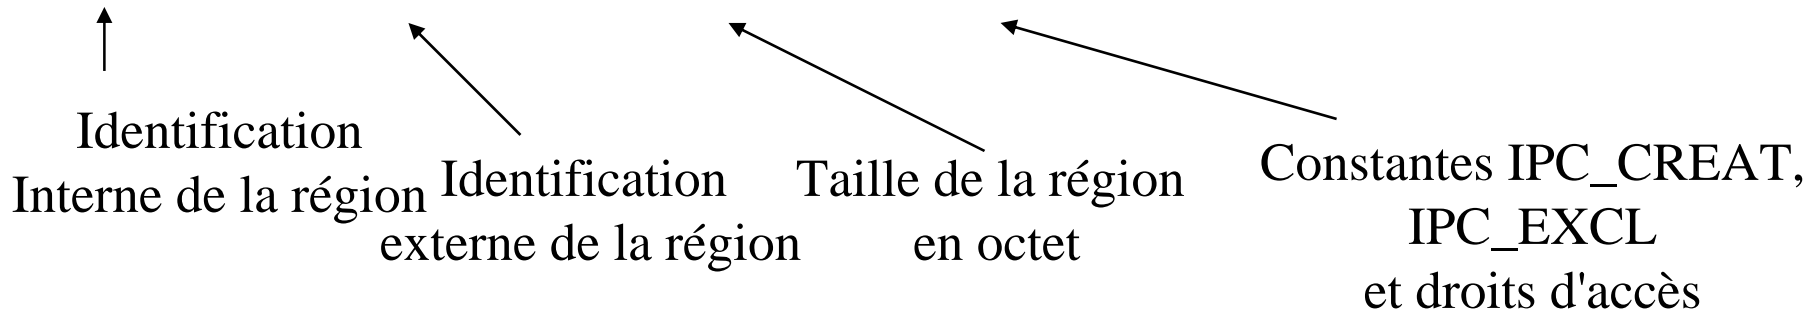 Identification
Interne de la région
Identification
externe de la région
Taille de la région
en octet
Constantes IPC_CREAT,
IPC_EXCL
et droits d'accès